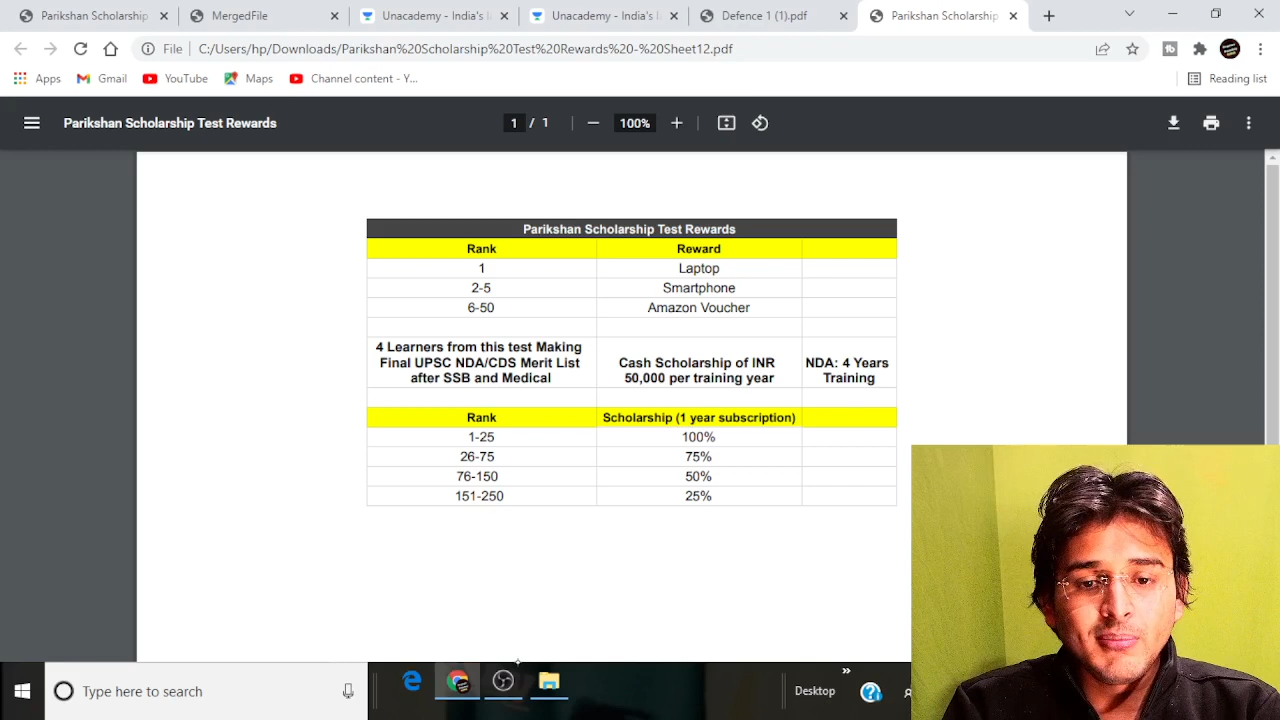 Parikshan Scholarship
MergedFile
Unacademy - India's l
Unacademy - India's l
Defence 1 (1).pdf
Parikshan Scholarship
File
C:/Users/hp/Downloads/Parikshan%20Scholarship%20Test%20Rewards%20-%20Sheet12.pdf
Apps
Gmail
YouTube
Maps
Channel content - Y...
Reading list
Parikshan Scholarship Test Rewards
1 / 1
100%
Parikshan Scholarship Test Rewards
Rank Reward
1 Laptop
2-5 Smartphone
6-50 Amazon Voucher
4 Learners from this test Making
Final UPSC NDA/CDS Merit List
after SSB and Medical
Cash Scholarship of INR
50,000 per training year
NDA: 4 Years
Training
Rank Scholarship (1 year subscription)
1-25 100%
26-75 75%
76-150 50%
151-250 25%
Type here to search
Desktop